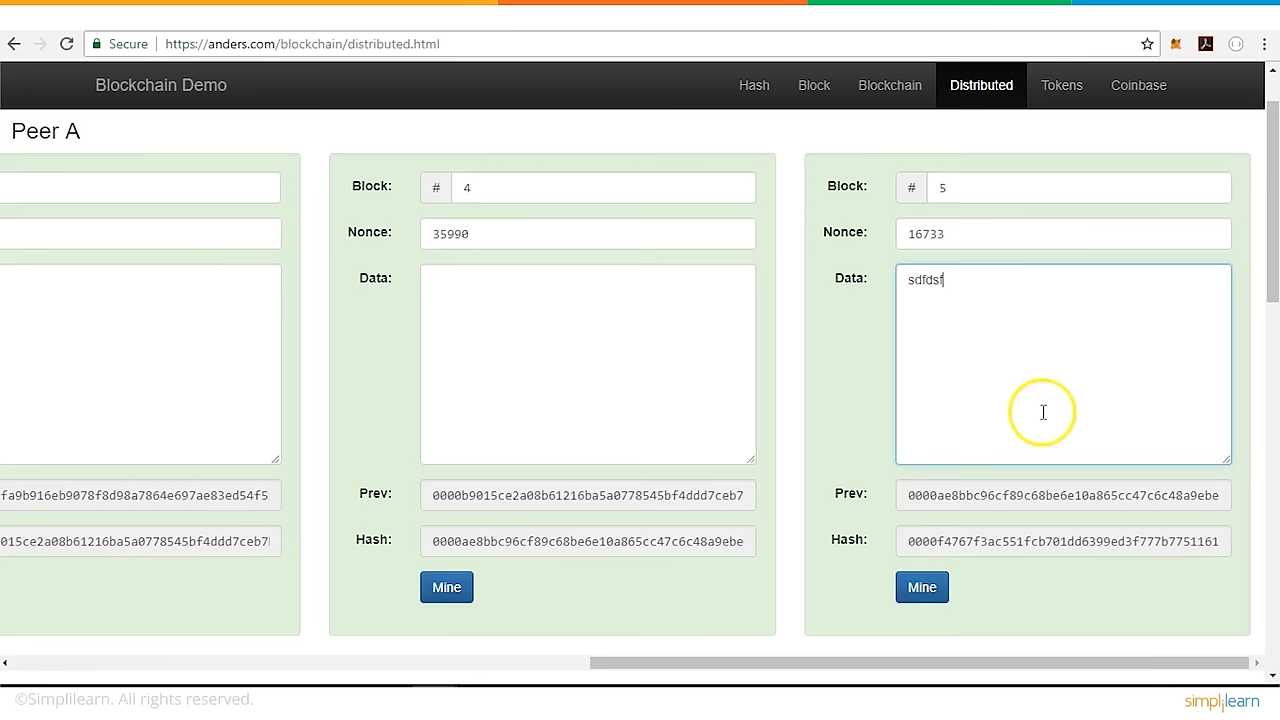 Secure https://anders.com/blockchain/distributed.html
Blockchain Demo Hash Block Blockchain Distributed Tokens Coinbase
Peer A
Block: # 4
Nonce: 35990
Data:
Prev: 0000b9015ce2a08b61216ba5a0778545bf4ddd7ceb7
Hash: 0000ae8bbc96cf89c68be6e10a865cc47c6c48a9ebe
Mine
Block: # 5
Nonce: 16733
Data: sdfdsf
Prev: 0000ae8bbc96cf89c68be6e10a865cc47c6c48a9ebe
Hash: 0000f4767f3ac551fcb701dd6399ed3f777b7751161
Mine
fa9b916eb9078f8d98a7864e697ae83ed54f5
015ce2a08b61216ba5a0778545bf4ddd7ceb7
©Simplilearn. All rights reserved.
simplilearn